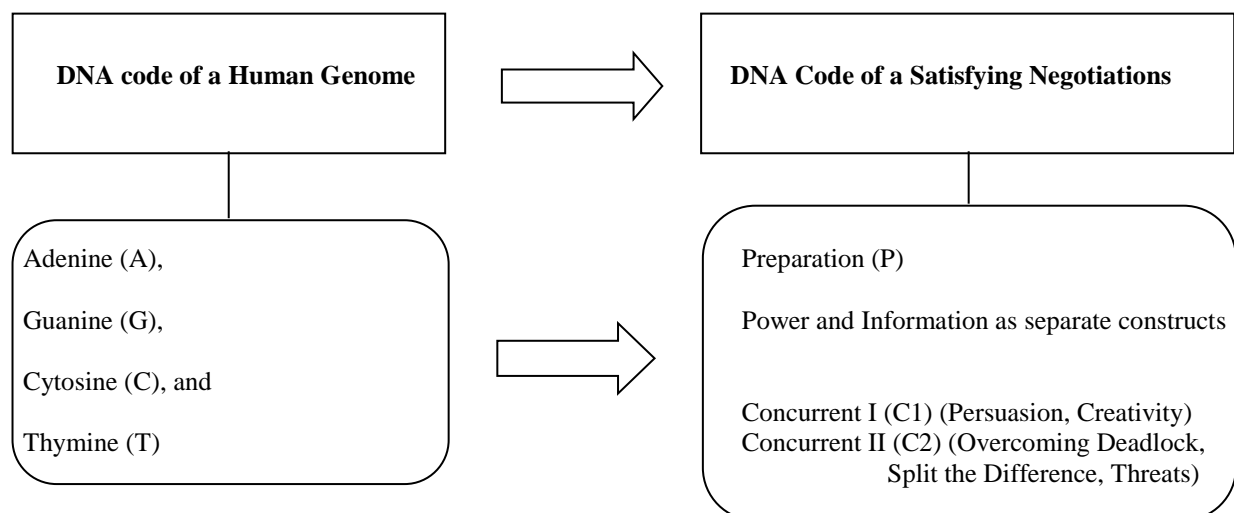 DNA code of a Human Genome
DNA Code of a Satisfying Negotiations
Adenine (A),
Guanine (G),
Cytosine (C), and
Thymine (T)
Preparation (P)
Power and Information as separate constructs
Concurrent I (C1) (Persuasion, Creativity)
Concurrent II (C2) (Overcoming Deadlock,
Split the Difference, Threats)